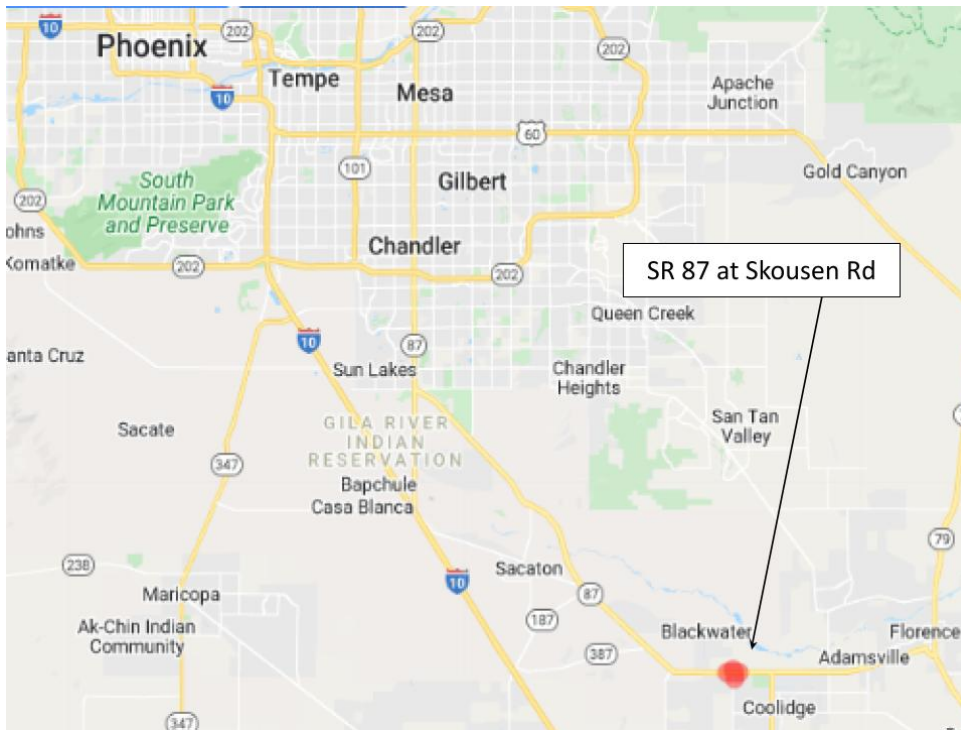 10
202
202
202
Phoenix
Tempe
Mesa
10
Apache
Junction
60
101
South
Mountain Park
and Preserve
Gilbert
Gold Canyon
202
ohns
Komatke
202
Chandler
202
SR 87 at Skousen Rd
Queen Creek
10
87
anta Cruz
Sun Lakes
Chandler
Heights
San Tan
Valley
Sacate
GILA RIVER
INDIAN
RESERVATION
347
Bapchule
Casa Blanca
79
238
Sacaton
10
Maricopa
87
187
Ak-Chin Indian
Community
Blackwater
Florence
387
Adamsville
Coolidge
347